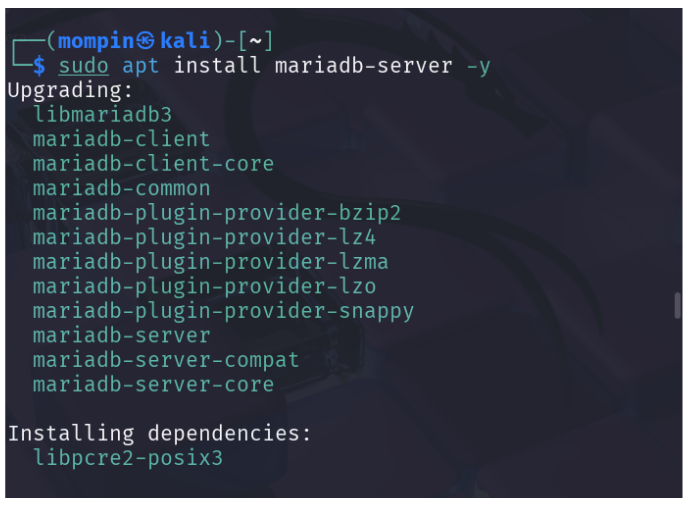 ┌──(mompin㉿kali)-[~]
└─$ sudo apt install mariadb-server -y
Upgrading:
  libmariadb3
  mariadb-client
  mariadb-client-core
  mariadb-common
  mariadb-plugin-provider-bzip2
  mariadb-plugin-provider-lz4
  mariadb-plugin-provider-lzma
  mariadb-plugin-provider-lzo
  mariadb-plugin-provider-snappy
  mariadb-server
  mariadb-server-compat
  mariadb-server-core

Installing dependencies:
  libpcre2-posix3